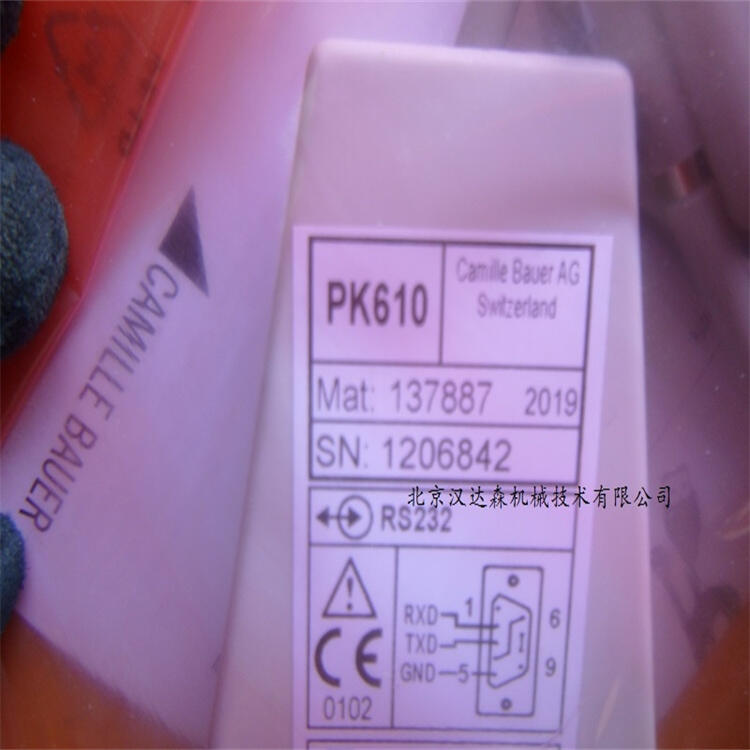 CAMILLE BAUER
PK610
Camille Bauer AG
Switzerland
Mat: 137887 2019
SN: 1206842
北京汉达森机械技术有限公司
RS232
RXD 1 6
TXD
GND 5 9
CE
0102